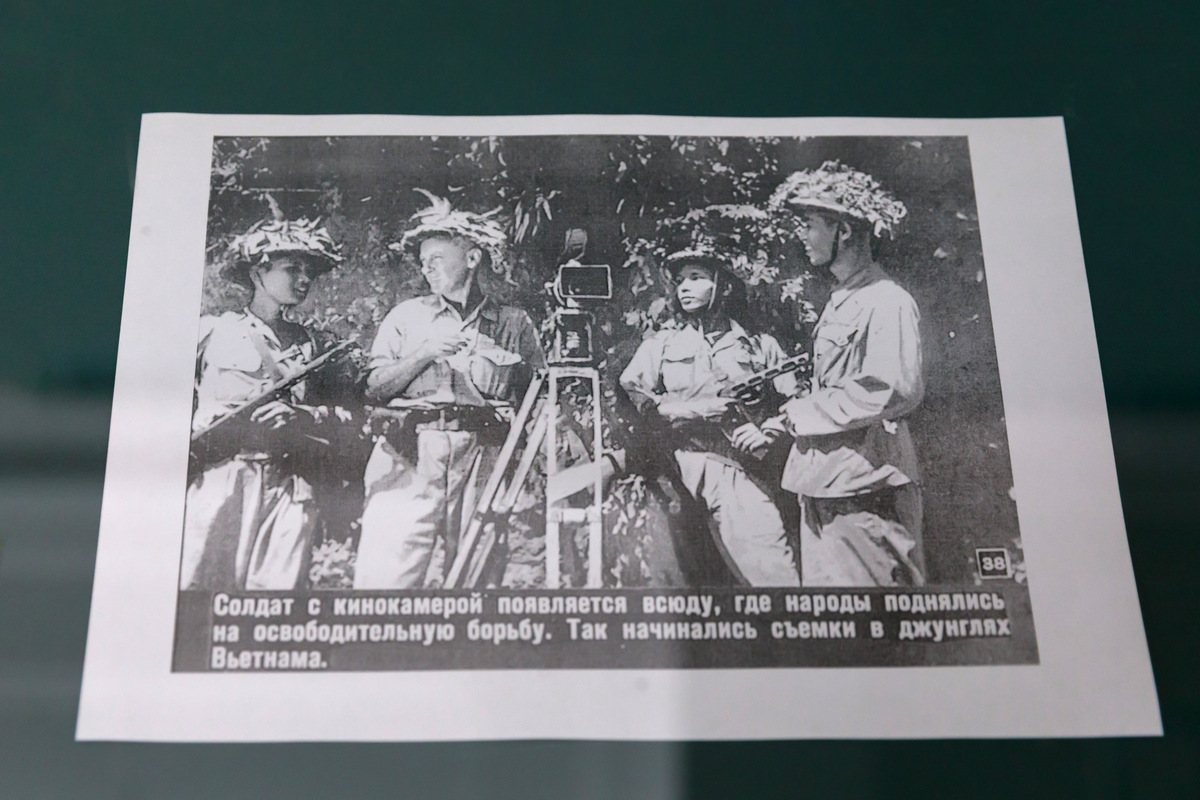 38
Солдат с кинокамерой появляется всюду, где народы поднялись
на освободительную борьбу. Так начинались съемки в джунглях
Вьетнама.